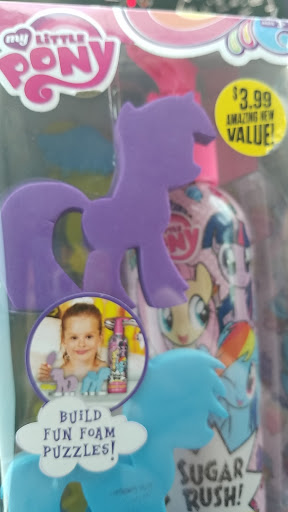 my LITTLE
PONY
$3.99
AMAZING NEW
VALUE!
PONY
BUILD
FUN FOAM
PUZZLES!
SUGAR
RUSH!